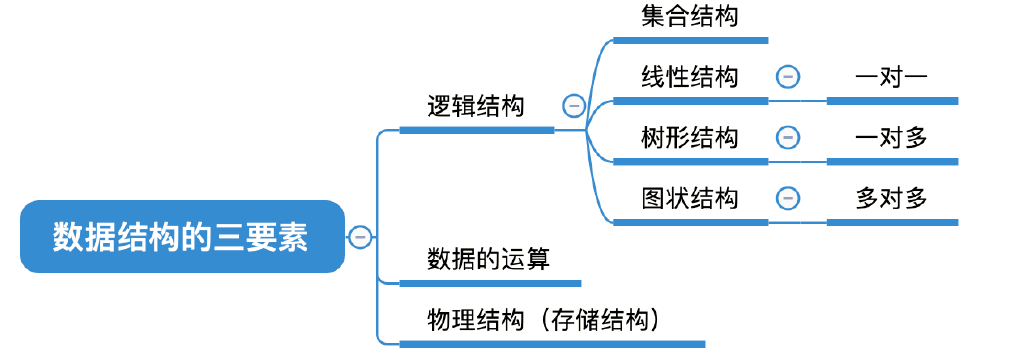 数据结构的三要素
逻辑结构
集合结构
线性结构
一对一
树形结构
一对多
图状结构
多对多
数据的运算
物理结构（存储结构）